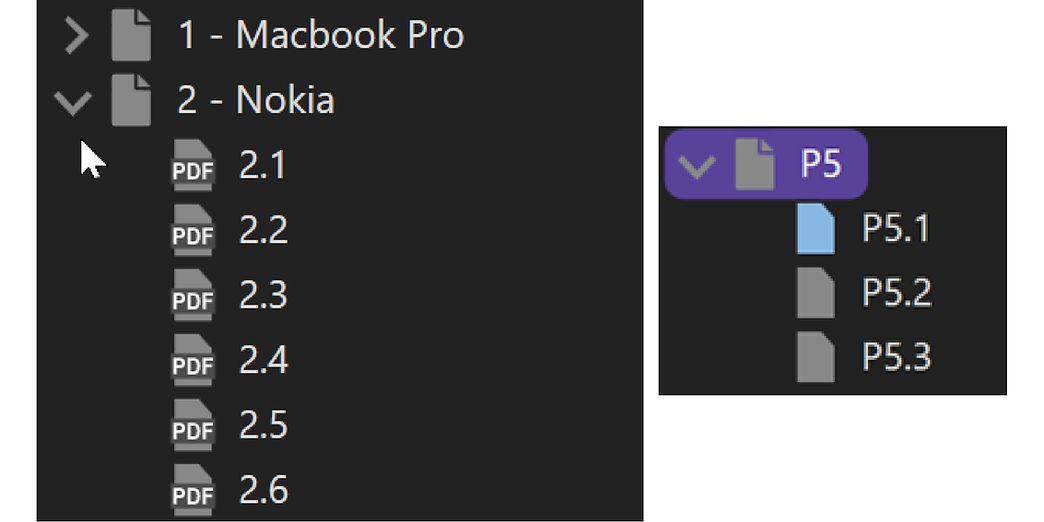 1 - Macbook Pro
2 - Nokia
PDF 2.1
PDF 2.2
PDF 2.3
PDF 2.4
PDF 2.5
PDF 2.6
P5
P5.1
P5.2
P5.3